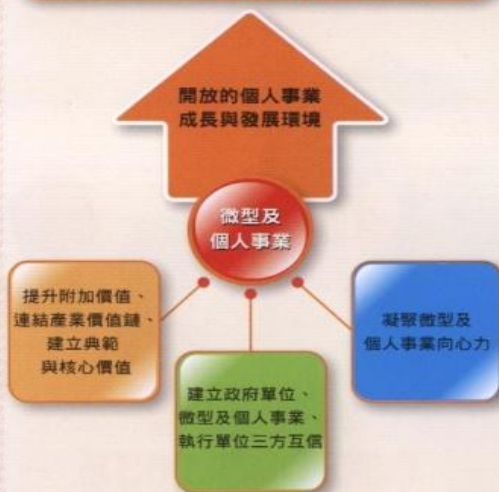 開放的個人事業
成長與發展環境
微型及
個人事業
提升附加價值、
連結產業價值鏈、
建立典範
與核心價值
建立政府單位、
微型及個人事業、
執行單位三方互信
凝聚微型及
個人事業向心力